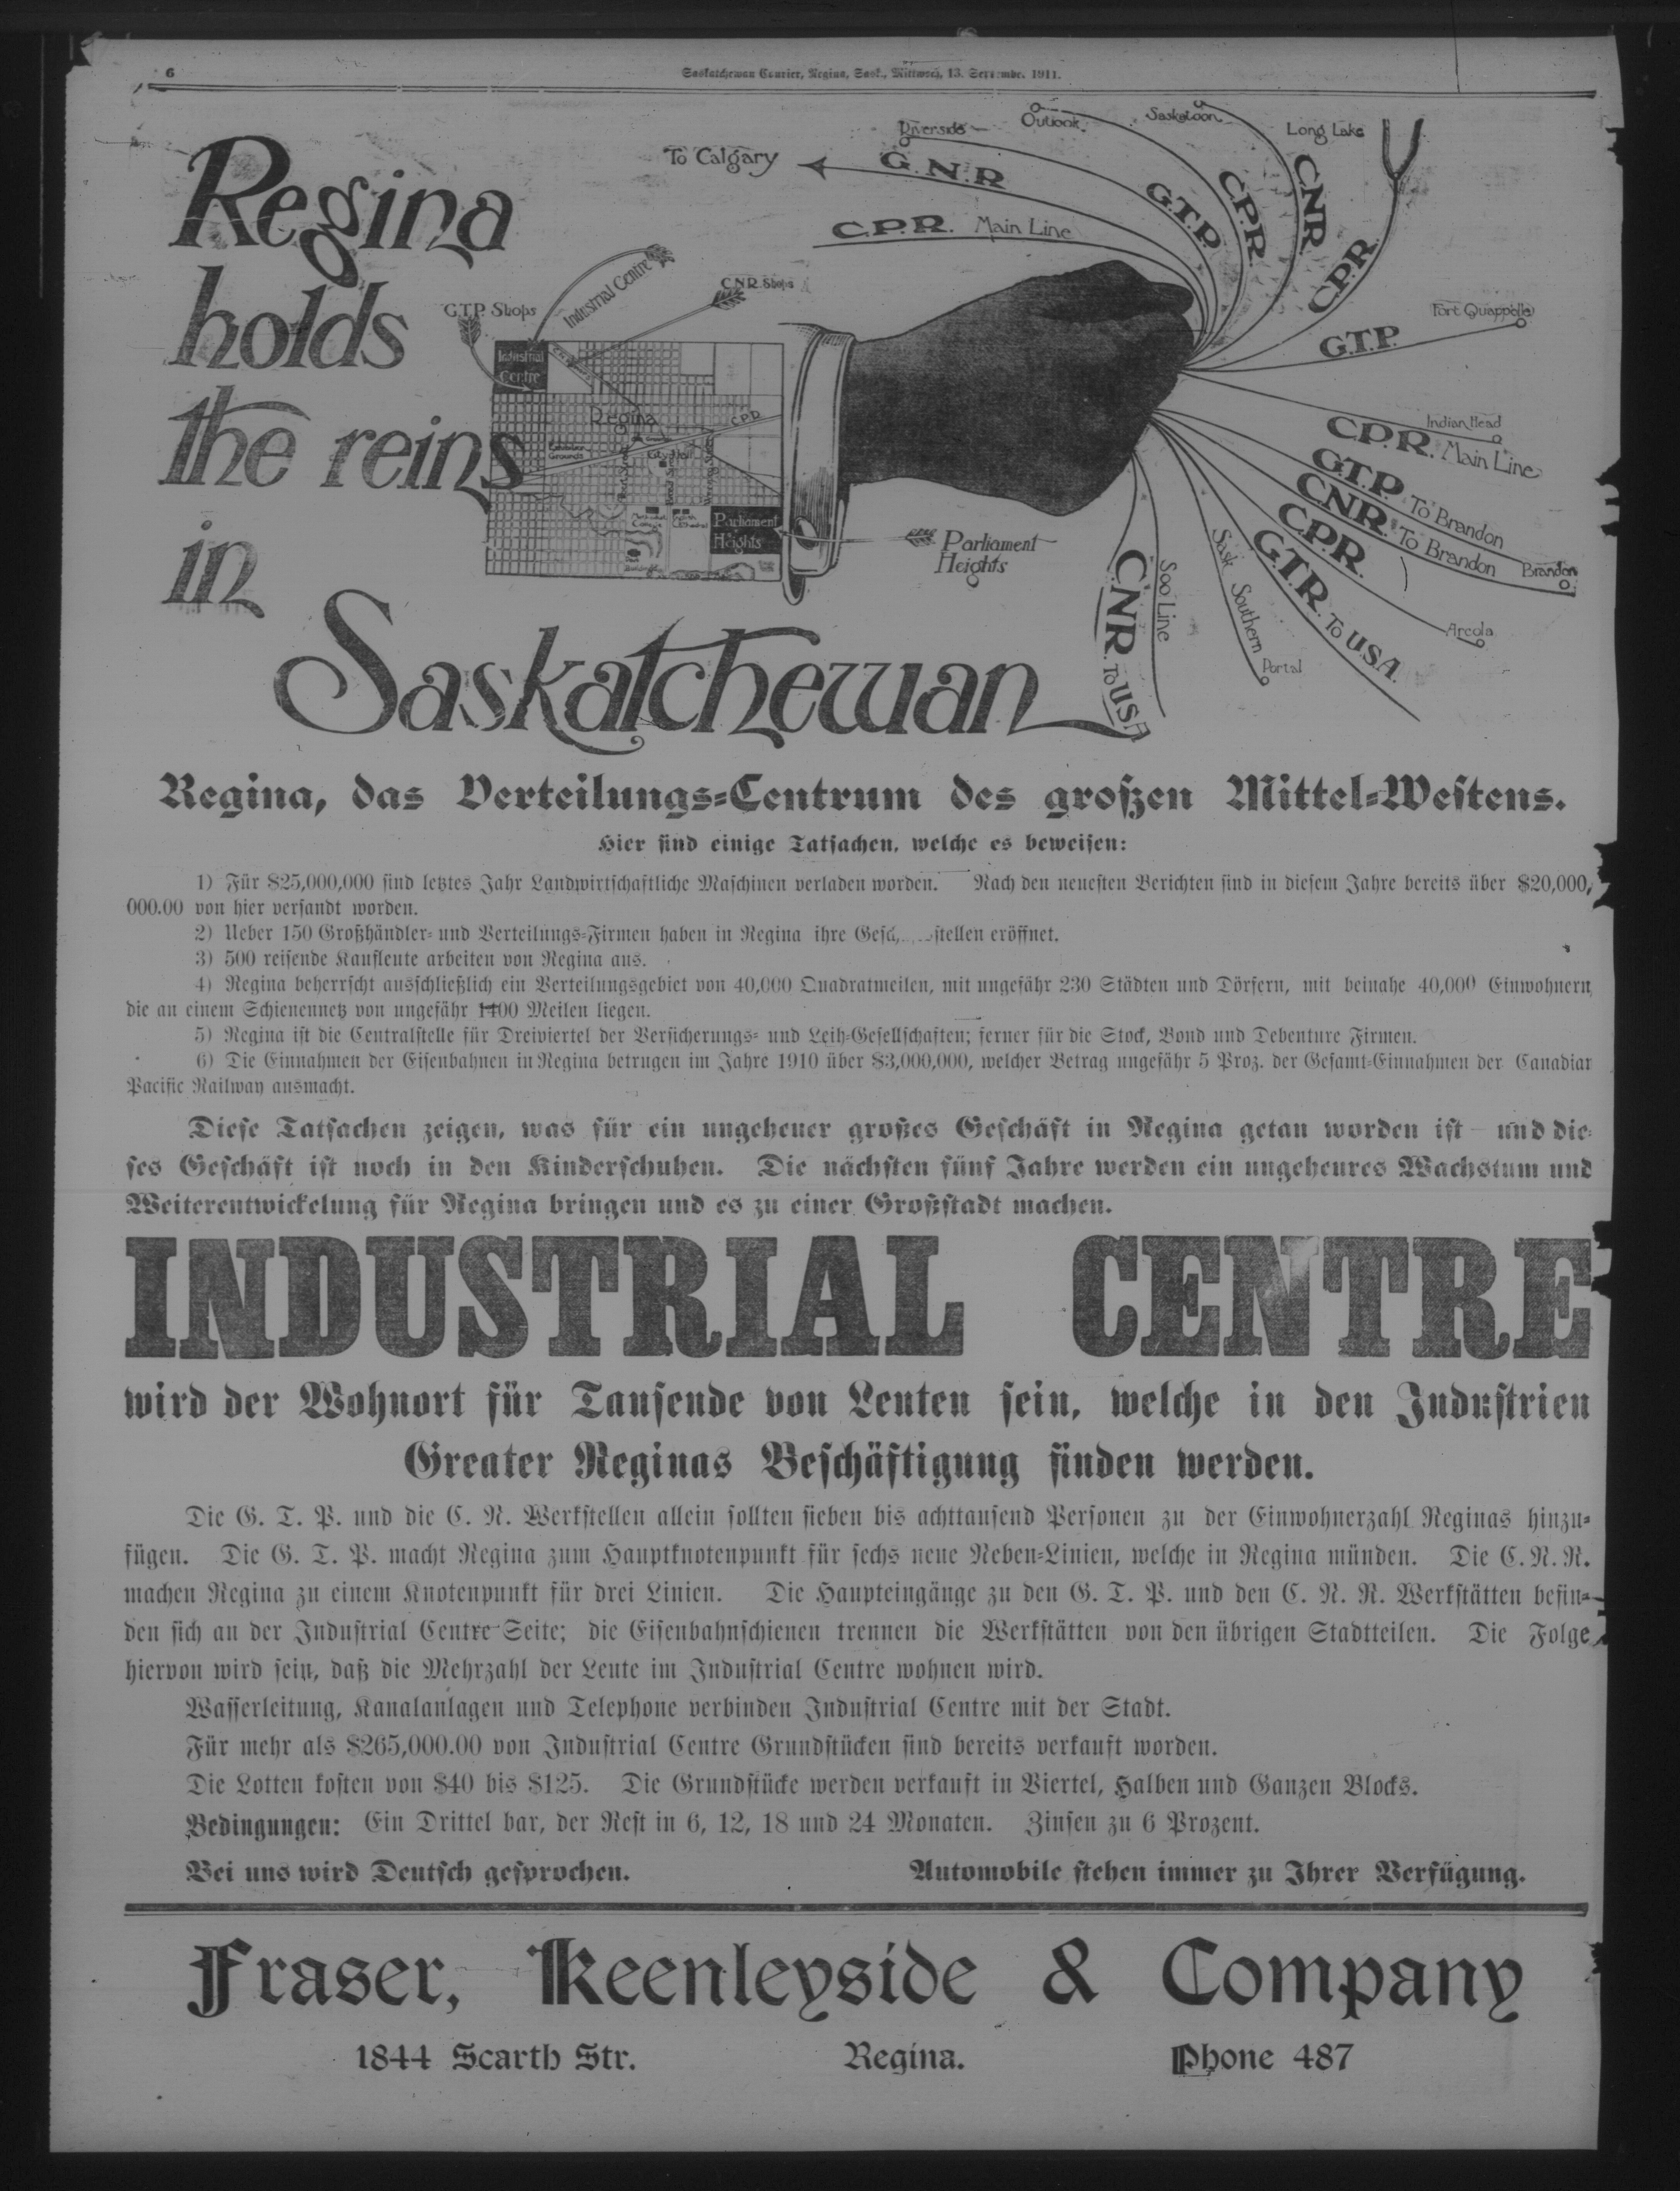 6
Saskatchewan Courier, Regina, Sask., Mittwoch, 13. 1911.
Regina
holds
the reins
in
Saskatchewan
To Calgary
Riverside
Outlook
Saskatoon
Long Lake
G.N.R
G.T.P.
C.P.R.
CNR
CPR
C.P.R. Main Line
G.T.P. Shops
Industrial Centre
C.N.R. Shops
Industrial
Centre
Regina
C.P.R.
City Hall
Grounds
Parliament
Heights
Parliament
Heights
Fort Quappelle
G.T.P.
Indian Head
C.P.R. Main Line
G.T.P. To Brandon
CNR. To Brandon
Brandon
C.P.R.
Arcola
G.T.R. To U.S.A.
Sask Southern
Portal
Soo Line
C.N.R. To USA
Regina, das Verteilungs-Centrum des großen Mittel-Westens.
Hier sind einige Tatsachen, welche es beweisen:
1) Für $25,000,000 sind letztes Jahr Landwirtschaftliche Maschinen verladen worden. Nach den neuesten Berichten sind in diesem Jahre bereits über $20,000,
000.00 von hier versandt worden.
2) Ueber 150 Großhändler- und Verteilungs-Firmen haben in Regina ihre eröffnet.
3) 500 reisende Kaufleute arbeiten von Regina aus.
4) Regina beherrscht ausschließlich ein Verteilungsgebiet von 40,000 Quadratmeilen, mit ungefähr 230 Städten und Dörfern, mit beinahe 40,000 Einwohnern,
die an einem Schienennetz von ungefähr 1400 Meilen liegen.
5) Regina ist die Centralstelle für Dreiviertel der Versicherungs- und Leih-Gesellschaften; ferner für die Stock, Bond und Debenture Firmen.
6) Die Einnahmen der Eisenbahnen in Regina betrugen im Jahre 1910 über $3,000,000, welcher Betrag ungefähr 5 Proz. der Gesamt-Einnahmen der Canadian
Pacific Railway ausmacht.
Diese Tatsachen zeigen, was für ein ungeheuer großes Geschäft in Regina getan worden ist — und die-
ses Geschäft ist noch in den Kinderschuhen. Die nächsten fünf Jahre werden ein ungeheures Wachstum und
Weiterentwickelung für Regina bringen und es zu einer Großstadt machen.
INDUSTRIAL CENTRE
wird der Wohnort für Tausende von Leuten sein, welche in den Industrien
Greater Reginas Beschäftigung finden werden.
Die G. T. P. und die C. N. Werkstellen allein sollten sieben bis achttausend Personen zu der Einwohnerzahl Reginas hinzu-
fügen. Die G. T. P. macht Regina zum Hauptknotenpunkt für sechs neue Neben-Linien, welche in Regina münden. Die C. N. R.
machen Regina zu einem Knotenpunkt für drei Linien. Die Haupteingänge zu den G. T. P. und den C. N. R. Werkstätten befin-
den sich an der Industrial Centre Seite; die Eisenbahnschienen trennen die Werkstätten von den übrigen Stadtteilen. Die Folge
hiervon wird sein, daß die Mehrzahl der Leute im Industrial Centre wohnen wird.
Wasserleitung, Kanalanlagen und Telephone verbinden Industrial Centre mit der Stadt.
Für mehr als $265,000.00 von Industrial Centre Grundstücken sind bereits verkauft worden.
Die Lotten kosten von $40 bis $125. Die Grundstücke werden verkauft in Viertel, Halben und Ganzen Blocks.
Bedingungen: Ein Drittel bar, der Rest in 6, 12, 18 und 24 Monaten. Zinsen zu 6 Prozent.
Bei uns wird Deutsch gesprochen. Automobile stehen immer zu Ihrer Verfügung.
Fraser, Keenleyside & Company
1844 Scarth Str. Regina. Phone 487